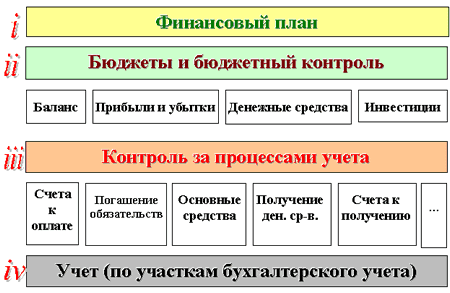 i Финансовый план
ii Бюджеты и бюджетный контроль
Баланс Прибыли и убытки Денежные средства Инвестиции
iii Контроль за процессами учета
Счета к оплате
Погашение обязательств
Основные средства
Получение ден. ср-в.
Счета к получению
...
iv Учет (по участкам бухгалтерского учета)